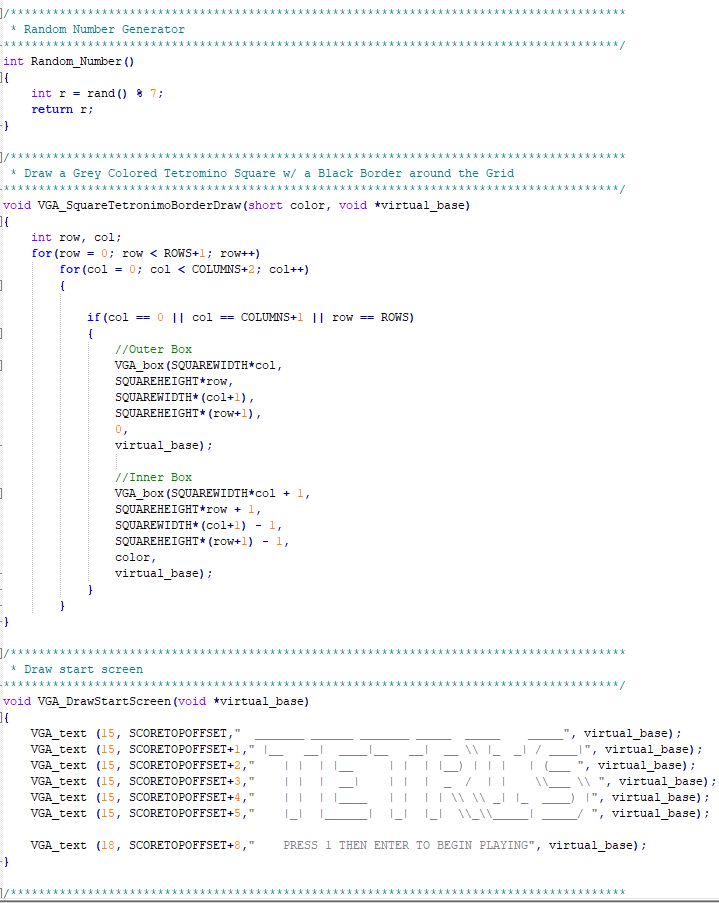 /****************************************************************************************
 * Random Number Generator
 ****************************************************************************************/
int Random_Number()
{
    int r = rand() % 7;
    return r;
}

/****************************************************************************************
 * Draw a Grey Colored Tetromino Square w/ a Black Border around the Grid
 ****************************************************************************************/
void VGA_SquareTetronimoBorderDraw(short color, void *virtual_base)
{
    int row, col;
    for(row = 0; row < ROWS+1; row++)
        for(col = 0; col < COLUMNS+2; col++)
        {

            if(col == 0 || col == COLUMNS+1 || row == ROWS)
            {
                //Outer Box
                VGA_box(SQUAREWIDTH*col,
                SQUAREHEIGHT*row,
                SQUAREWIDTH*(col+1),
                SQUAREHEIGHT*(row+1),
                0,
                virtual_base);

                //Inner Box
                VGA_box(SQUAREWIDTH*col + 1,
                SQUAREHEIGHT*row + 1,
                SQUAREWIDTH*(col+1) - 1,
                SQUAREHEIGHT*(row+1) - 1,
                color,
                virtual_base);
            }
        }
}

/****************************************************************************************
 * Draw start screen
 ****************************************************************************************/
void VGA_DrawStartScreen(void *virtual_base)
{
    VGA_text (15, SCORETOPOFFSET,"  _______ ______ _______ _____  _____    _____", virtual_base);
    VGA_text (15, SCORETOPOFFSET+1," |__   __|  ____|__   __|  __ \\ |_   _| / ____|", virtual_base);
    VGA_text (15, SCORETOPOFFSET+2,"    | |  | |__     | |  | |__) | | |  | (___ ", virtual_base);
    VGA_text (15, SCORETOPOFFSET+3,"    | |  |  __|    | |  |  _  /  | |   \\___ \\ ", virtual_base);
    VGA_text (15, SCORETOPOFFSET+4,"    | |  | |____   | |  | | \\ \\ _| |_  ____) |", virtual_base);
    VGA_text (15, SCORETOPOFFSET+5,"    |_|  |______|  |_|  |_|  \\_\\_____| _____/ ", virtual_base);

    VGA_text (18, SCORETOPOFFSET+8,"    PRESS 1 THEN ENTER TO BEGIN PLAYING", virtual_base);
}

/****************************************************************************************